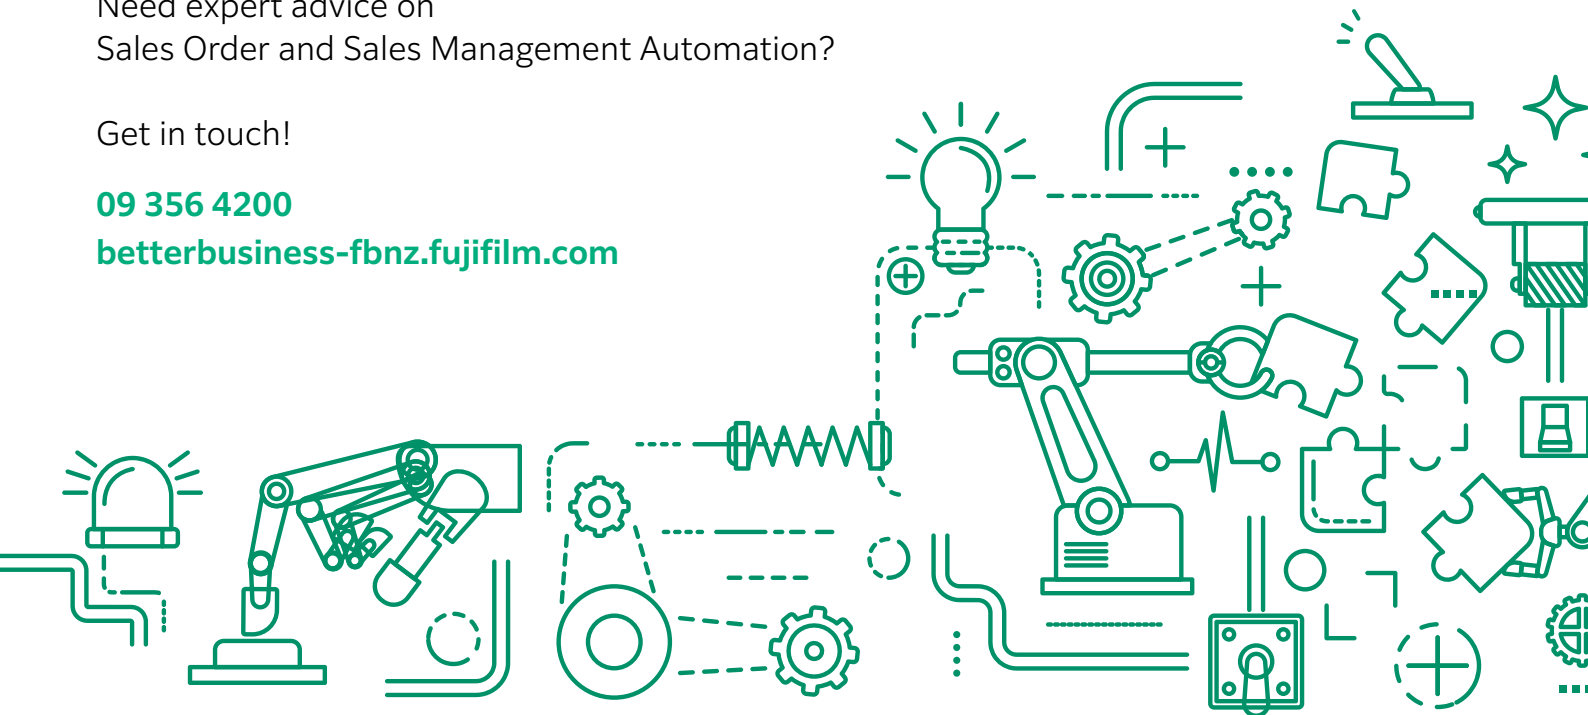 Need expert advice on
Sales Order and Sales Management Automation?
Get in touch!
09 356 4200
betterbusiness-fbnz.fujifilm.com